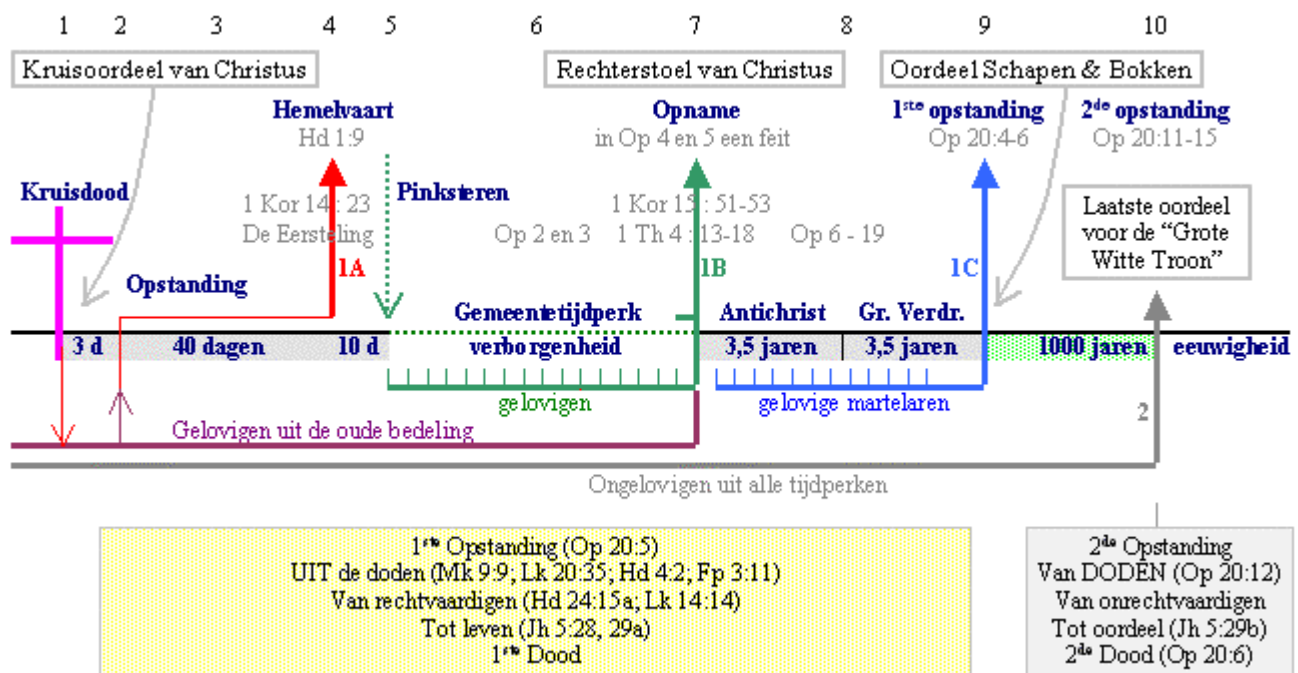 1 2 3 4 5 6 7 8 9 10
Kruisoordeel van Christus
Rechterstoel van Christus
Oordeel Schapen & Bokken
Hemelvaart
Hd 1:9
Opname
in Op 4 en 5 een feit
1ste opstanding
Op 20:4-6
2de opstanding
Op 20:11-15
Kruisdood
Pinksteren
1 Kor 14 : 23
De Eersteling
Op 2 en 3
1 Kor 15 : 51-53
1 Th 4 : 13-18
Op 6 - 19
Laatste oordeel
voor de “Grote
Witte Troon”
1A
1B
1C
Opstanding
Gemeentetijdperk
Antichrist
Gr. Verdr.
3 d
40 dagen
10 d
verborgenheid
3,5 jaren
3,5 jaren
1000 jaren
eeuwigheid
gelovigen
gelovige martelaren
2
Gelovigen uit de oude bedeling
Ongelovigen uit alle tijdperken
1ste Opstanding (Op 20:5)
UIT de doden (Mk 9:9; Lk 20:35; Hd 4:2; Fp 3:11)
Van rechtvaardigen (Hd 24:15a; Lk 14:14)
Tot leven (Jh 5:28, 29a)
1ste Dood
2de Opstanding
Van DODEN (Op 20:12)
Van onrechtvaardigen
Tot oordeel (Jh 5:29b)
2de Dood (Op 20:6)